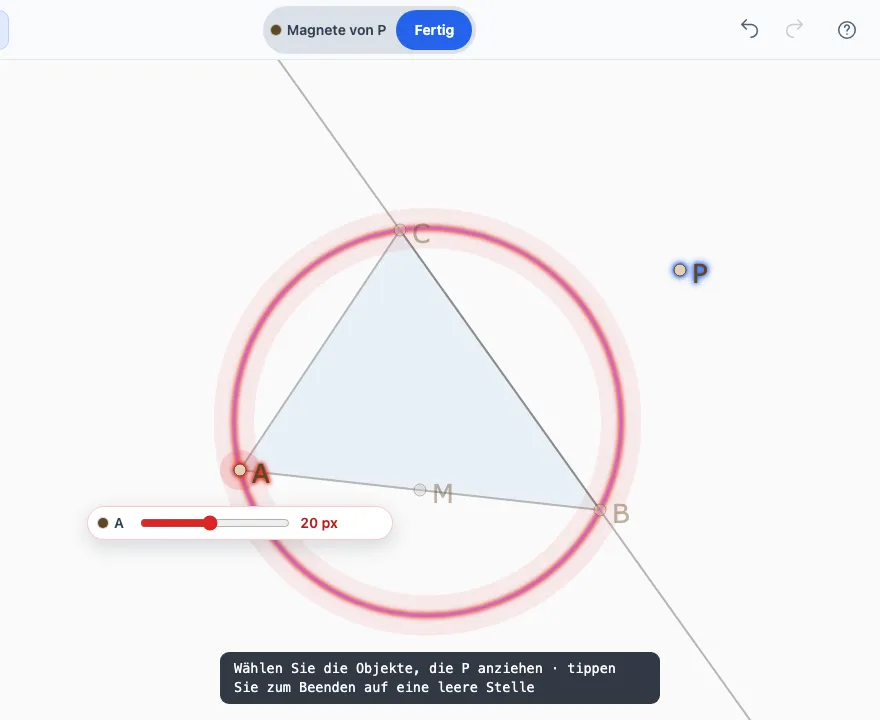 Magnete von P
Fertig
C
P
A
M
B
A
20 px
Wählen Sie die Objekte, die P anziehen · tippen
Sie zum Beenden auf eine leere Stelle